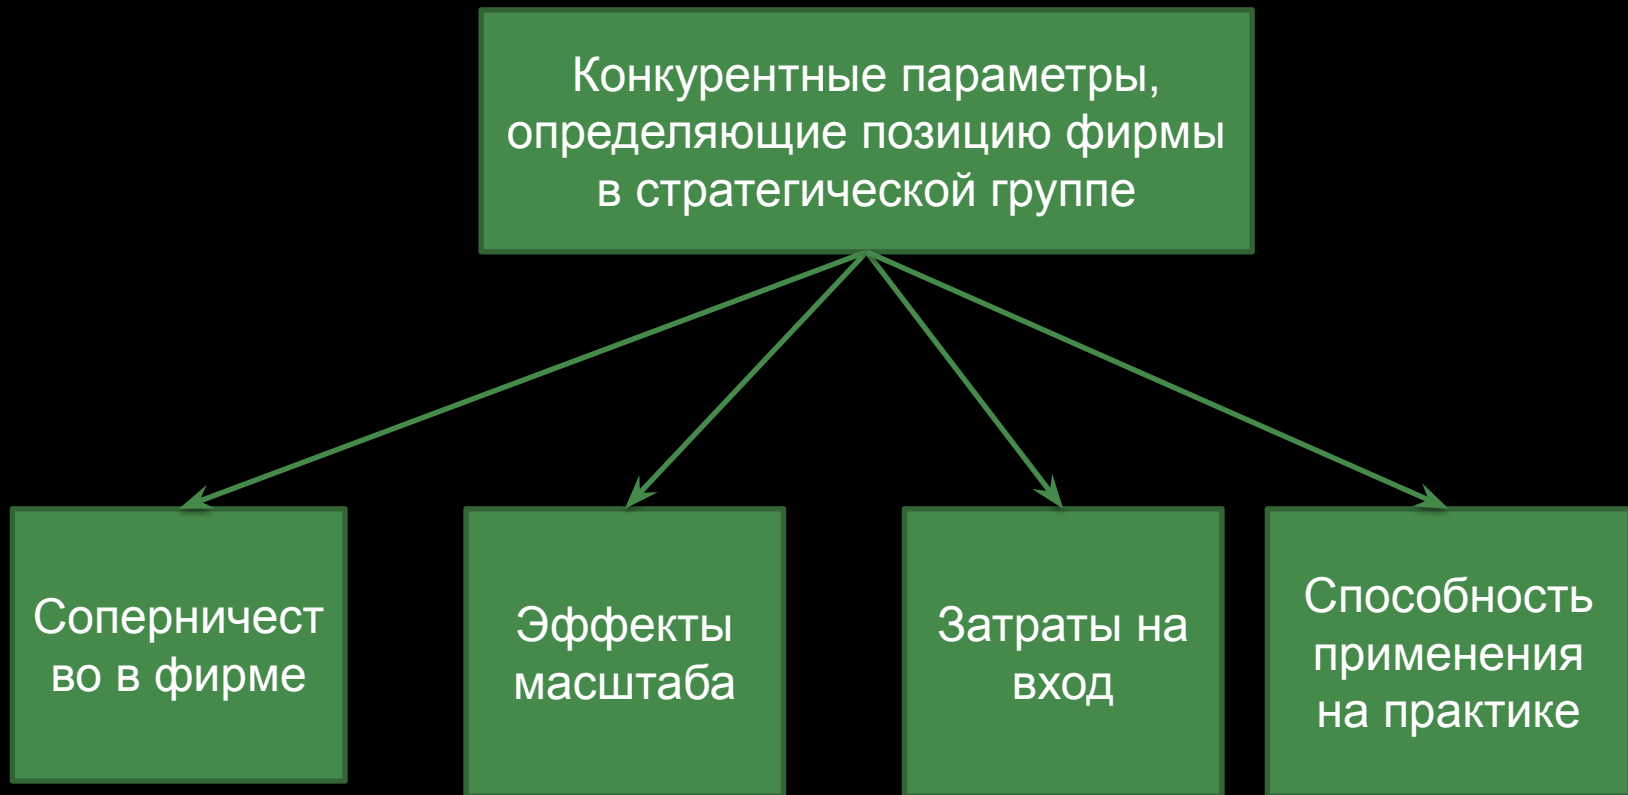 Конкурентные параметры,
определяющие позицию фирмы
в стратегической группе
Соперничест
во в фирме
Эффекты
масштаба
Затраты на
вход
Способность
применения
на практике